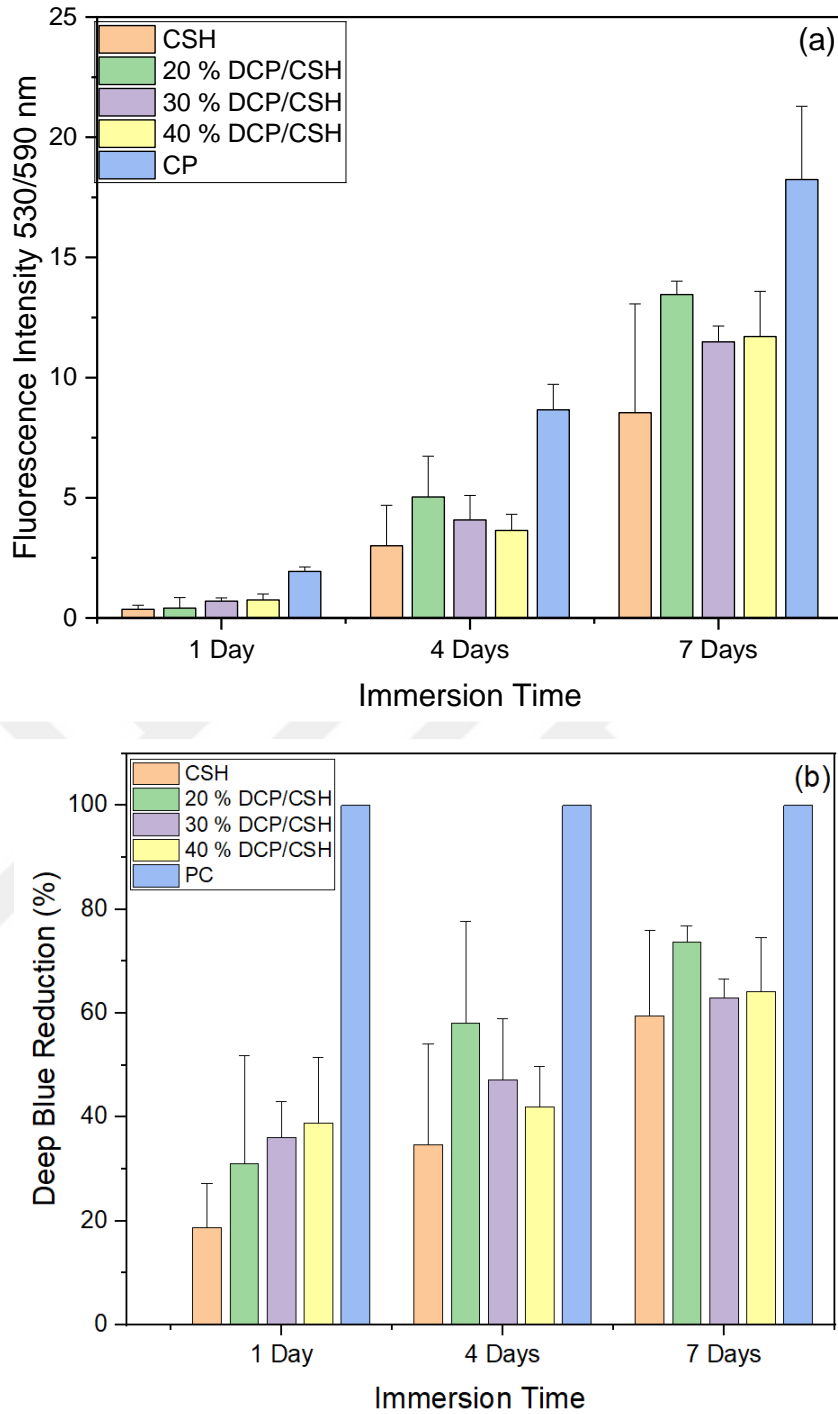 (a)
CSH
20 % DCP/CSH
30 % DCP/CSH
40 % DCP/CSH
CP
25
20
15
10
5
0
Fluorescence Intensity 530/590 nm
1 Day 4 Days 7 Days
Immersion Time
(b)
CSH
20 % DCP/CSH
30 % DCP/CSH
40 % DCP/CSH
PC
100
80
60
40
20
0
Deep Blue Reduction (%)
1 Day 4 Days 7 Days
Immersion Time